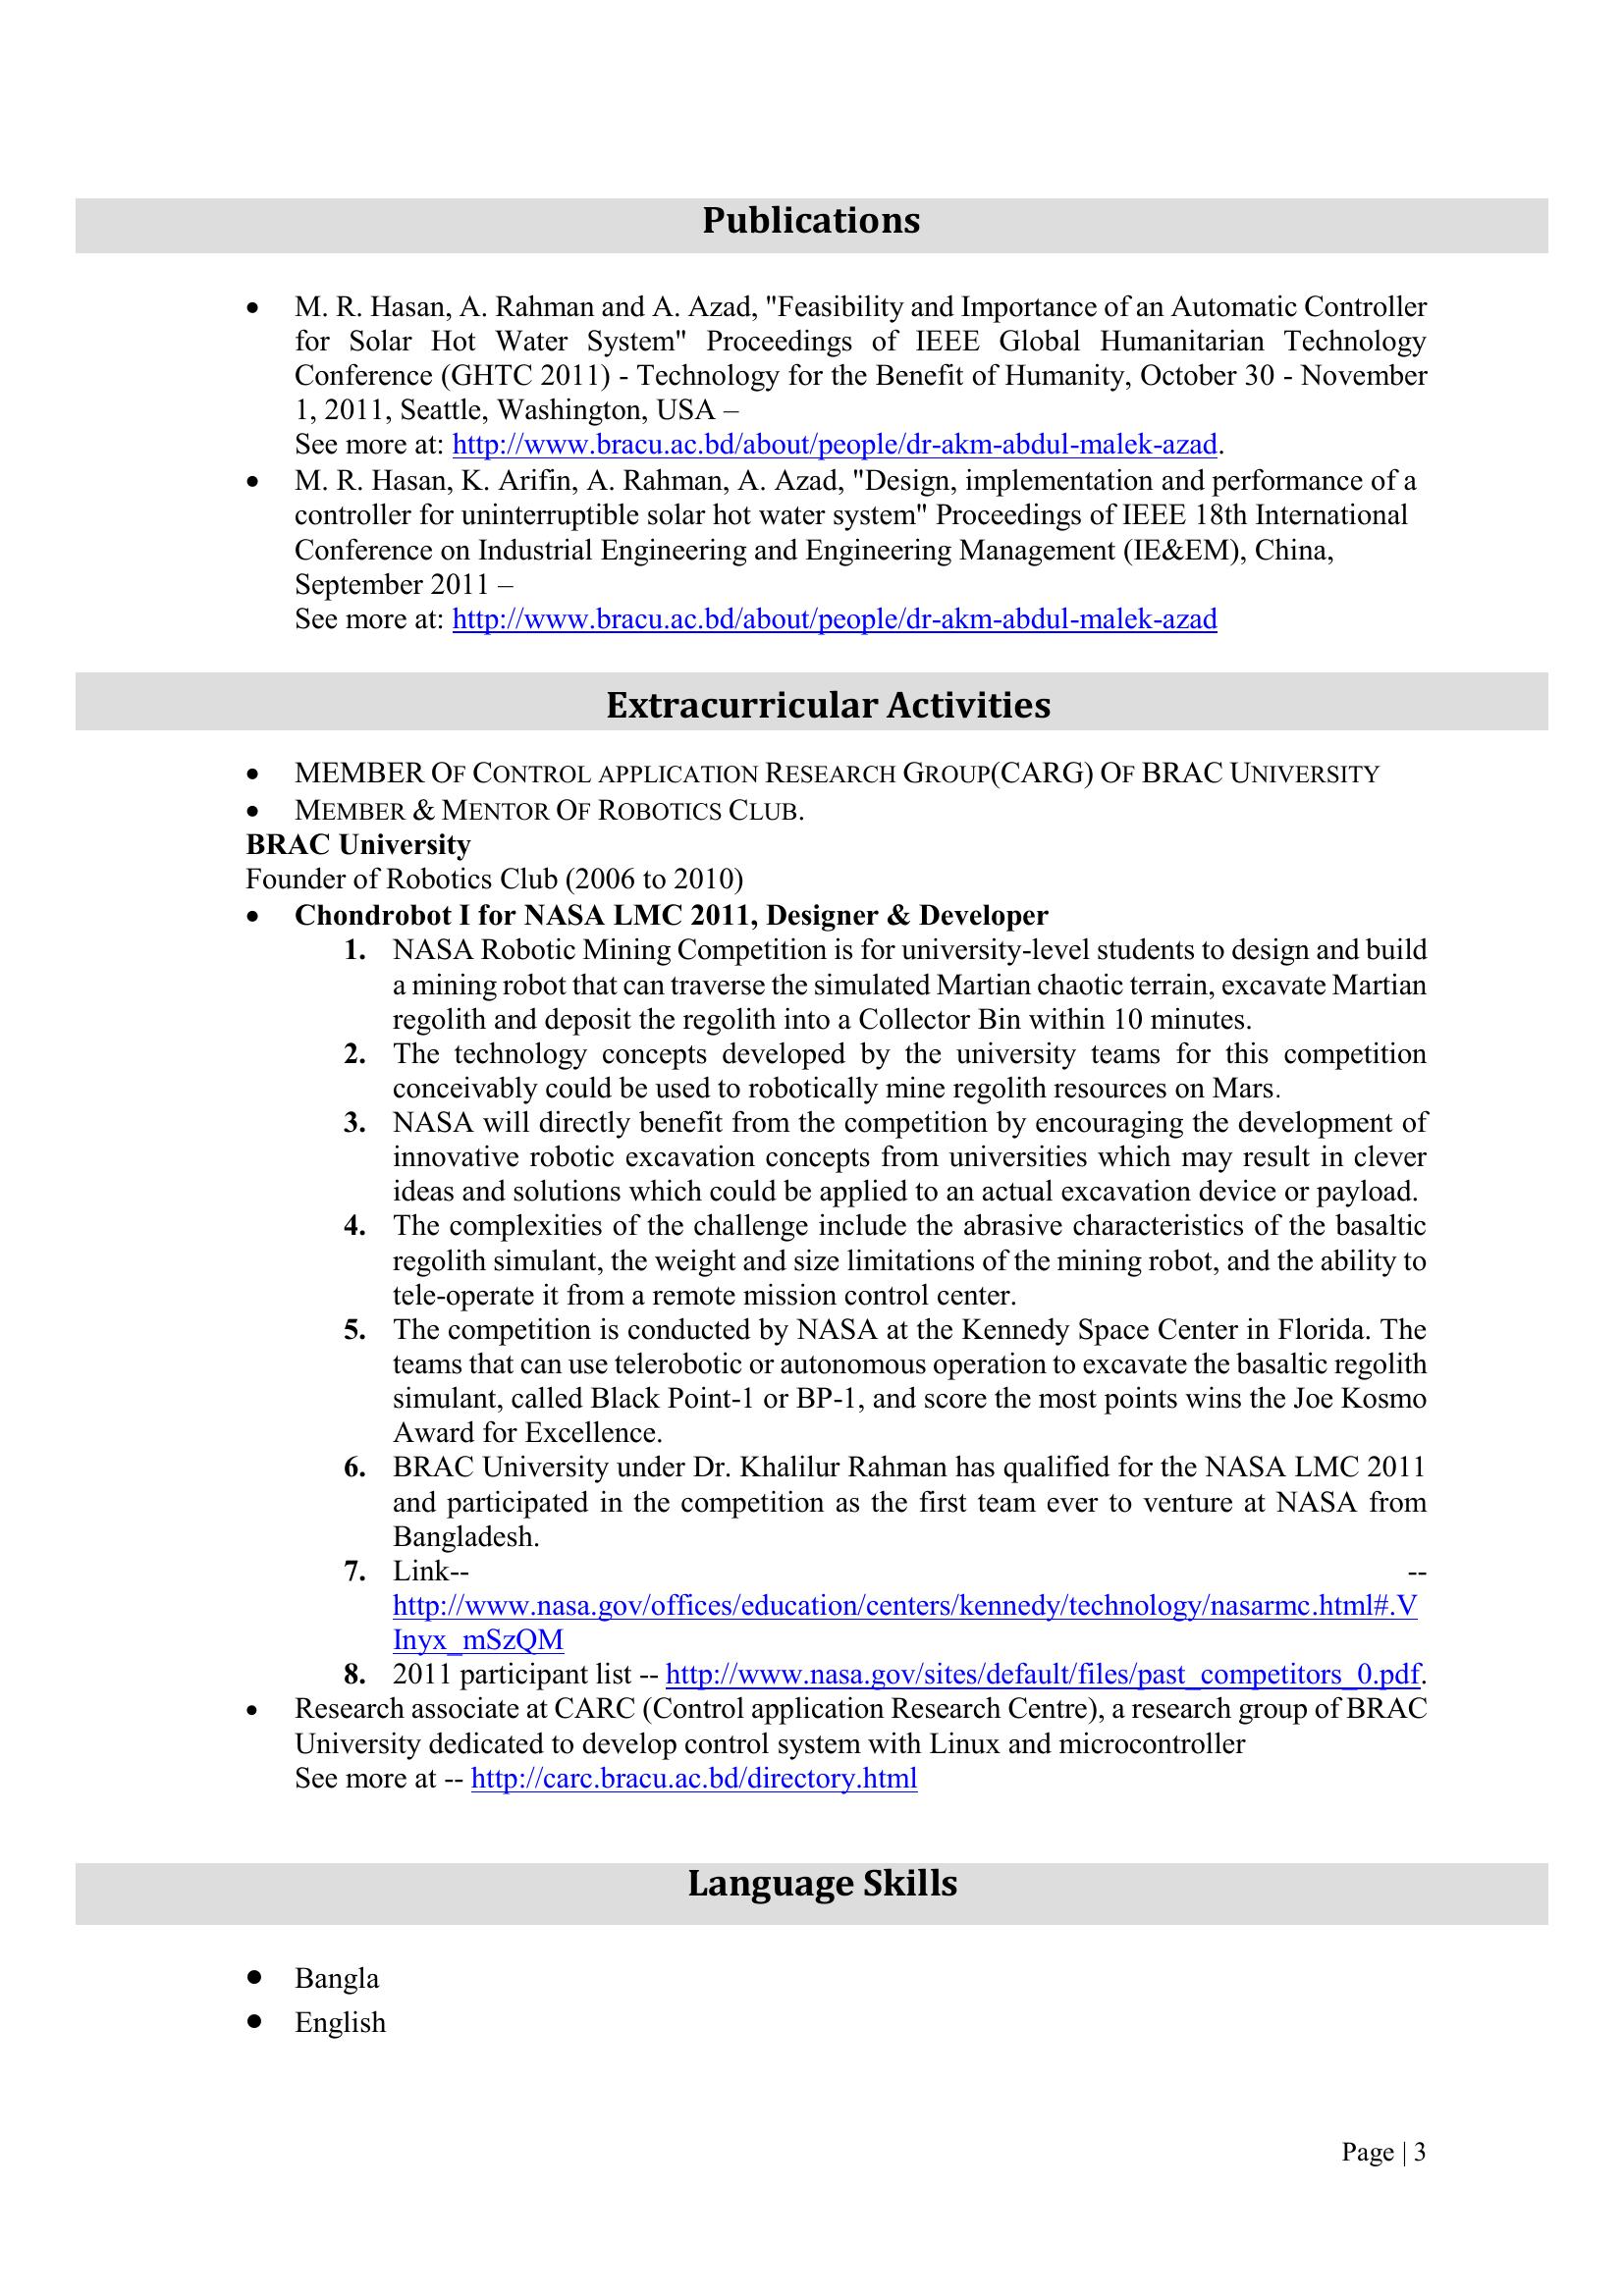 Publications
• M. R. Hasan, A. Rahman and A. Azad, "Feasibility and Importance of an Automatic Controller
for Solar Hot Water System" Proceedings of IEEE Global Humanitarian Technology
Conference (GHTC 2011) - Technology for the Benefit of Humanity, October 30 - November
1, 2011, Seattle, Washington, USA –
See more at: http://www.bracu.ac.bd/about/people/dr-akm-abdul-malek-azad.
• M. R. Hasan, K. Arifin, A. Rahman, A. Azad, "Design, implementation and performance of a
controller for uninterruptible solar hot water system" Proceedings of IEEE 18th International
Conference on Industrial Engineering and Engineering Management (IE&EM), China,
September 2011 –
See more at: http://www.bracu.ac.bd/about/people/dr-akm-abdul-malek-azad
Extracurricular Activities
• MEMBER OF CONTROL APPLICATION RESEARCH GROUP(CARG) OF BRAC UNIVERSITY
• MEMBER & MENTOR OF ROBOTICS CLUB.
BRAC University
Founder of Robotics Club (2006 to 2010)
• Chondrobot I for NASA LMC 2011, Designer & Developer
1. NASA Robotic Mining Competition is for university-level students to design and build
a mining robot that can traverse the simulated Martian chaotic terrain, excavate Martian
regolith and deposit the regolith into a Collector Bin within 10 minutes.
2. The technology concepts developed by the university teams for this competition
conceivably could be used to robotically mine regolith resources on Mars.
3. NASA will directly benefit from the competition by encouraging the development of
innovative robotic excavation concepts from universities which may result in clever
ideas and solutions which could be applied to an actual excavation device or payload.
4. The complexities of the challenge include the abrasive characteristics of the basaltic
regolith simulant, the weight and size limitations of the mining robot, and the ability to
tele-operate it from a remote mission control center.
5. The competition is conducted by NASA at the Kennedy Space Center in Florida. The
teams that can use telerobotic or autonomous operation to excavate the basaltic regolith
simulant, called Black Point-1 or BP-1, and score the most points wins the Joe Kosmo
Award for Excellence.
6. BRAC University under Dr. Khalilur Rahman has qualified for the NASA LMC 2011
and participated in the competition as the first team ever to venture at NASA from
Bangladesh.
7. Link-- --
http://www.nasa.gov/offices/education/centers/kennedy/technology/nasarmc.html#.V
Inyx_mSzQM
8. 2011 participant list -- http://www.nasa.gov/sites/default/files/past_competitors_0.pdf.
• Research associate at CARC (Control application Research Centre), a research group of BRAC
University dedicated to develop control system with Linux and microcontroller
See more at -- http://carc.bracu.ac.bd/directory.html
Language Skills
• Bangla
• English
Page | 3